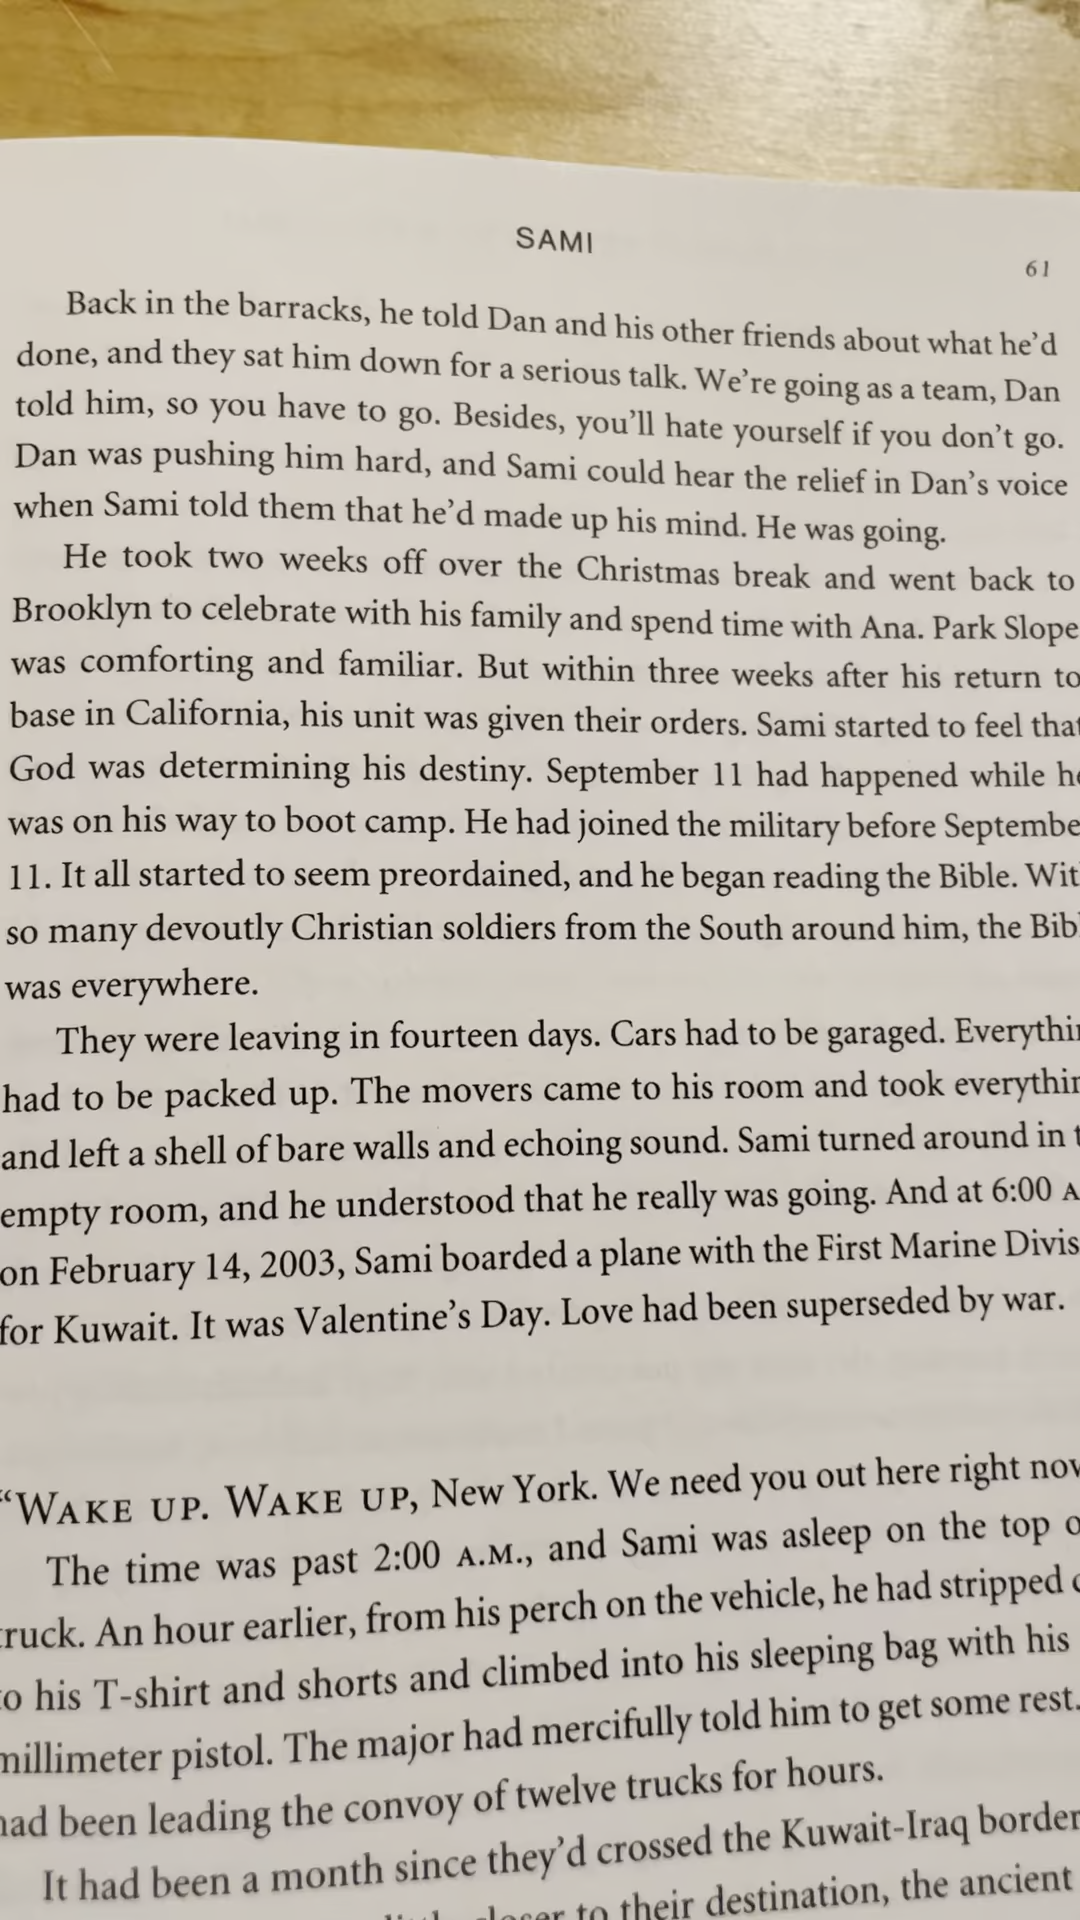 SAMI
61
Back in the barracks, he told Dan and his other friends about what he'd
done, and they sat him down for a serious talk. We're going as a team, Dan
told him, so you have to go. Besides, you'll hate yourself if you don't go.
Dan was pushing him hard, and Sami could hear the relief in Dan's voice
when Sami told them that he'd made up his mind. He was going.
He took two weeks off over the Christmas break and went back to
Brooklyn to celebrate with his family and spend time with Ana. Park Slope
was comforting and familiar. But within three weeks after his return to
base in California, his unit was given their orders. Sami started to feel that
God was determining his destiny. September 11 had happened while he
was on his way to boot camp. He had joined the military before Septembe
11. It all started to seem preordained, and he began reading the Bible. Wit
so many devoutly Christian soldiers from the South around him, the Bib
was everywhere.
They were leaving in fourteen days. Cars had to be garaged. Everythin
had to be packed up. The movers came to his room and took everythin
and left a shell of bare walls and echoing sound. Sami turned around in t
empty room, and he understood that he really was going. And at 6:00 A
on February 14, 2003, Sami boarded a plane with the First Marine Divis
for Kuwait. It was Valentine's Day. Love had been superseded by war.
"WAKE UP. WAKE UP, New York. We need you out here right now
The time was past 2:00 A.M., and Sami was asleep on the top o
truck. An hour earlier, from his perch on the vehicle, he had stripped
to his T-shirt and shorts and climbed into his sleeping bag with his
millimeter pistol. The major had mercifully told him to get some rest.
had been leading the convoy of twelve trucks for hours.
It had been a month since they'd crossed the Kuwait-Iraq border
closer to their destination, the ancient